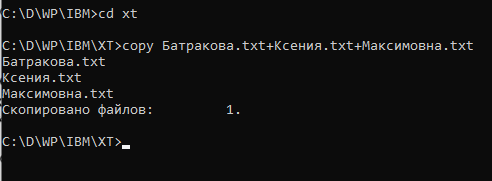 C:\D\WP\IBM>cd xt
C:\D\WP\IBM\XT>copy Батракова.txt+Ксения.txt+Максимовна.txt
Батракова.txt
Ксения.txt
Максимовна.txt
Скопировано файлов:         1.
C:\D\WP\IBM\XT>